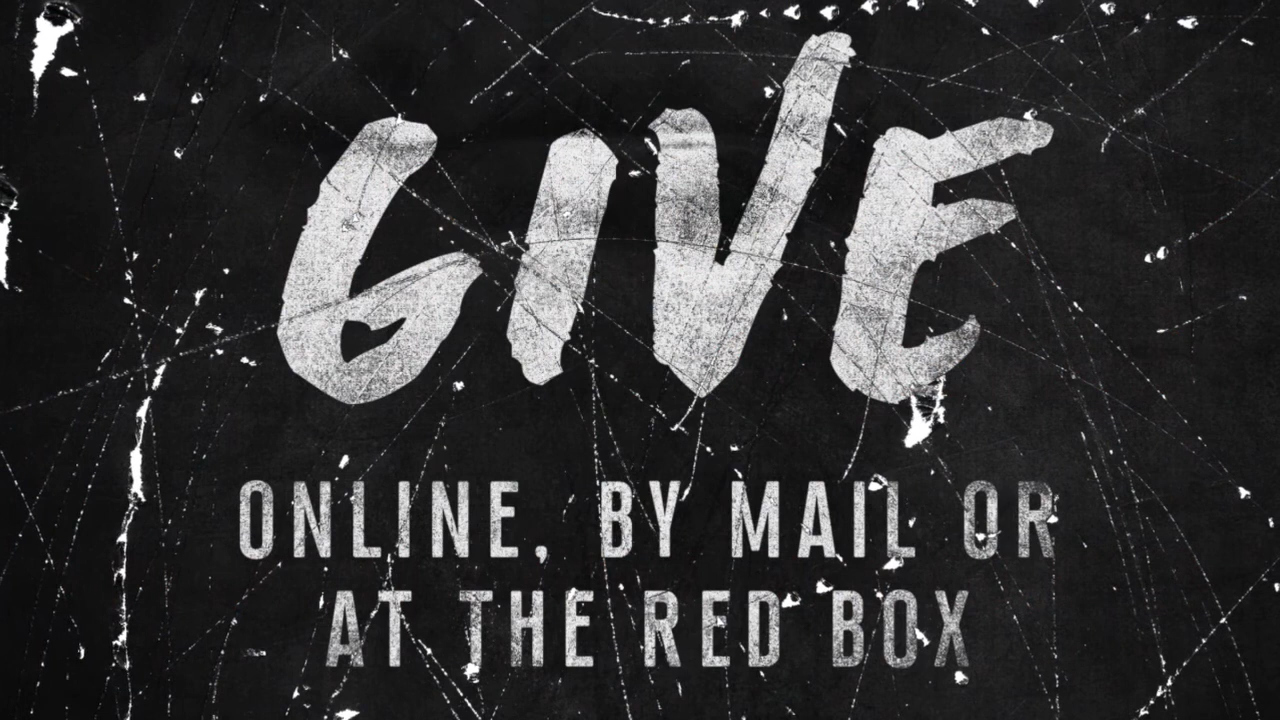 GIVE
ONLINE, BY MAIL OR
AT THE RED BOX